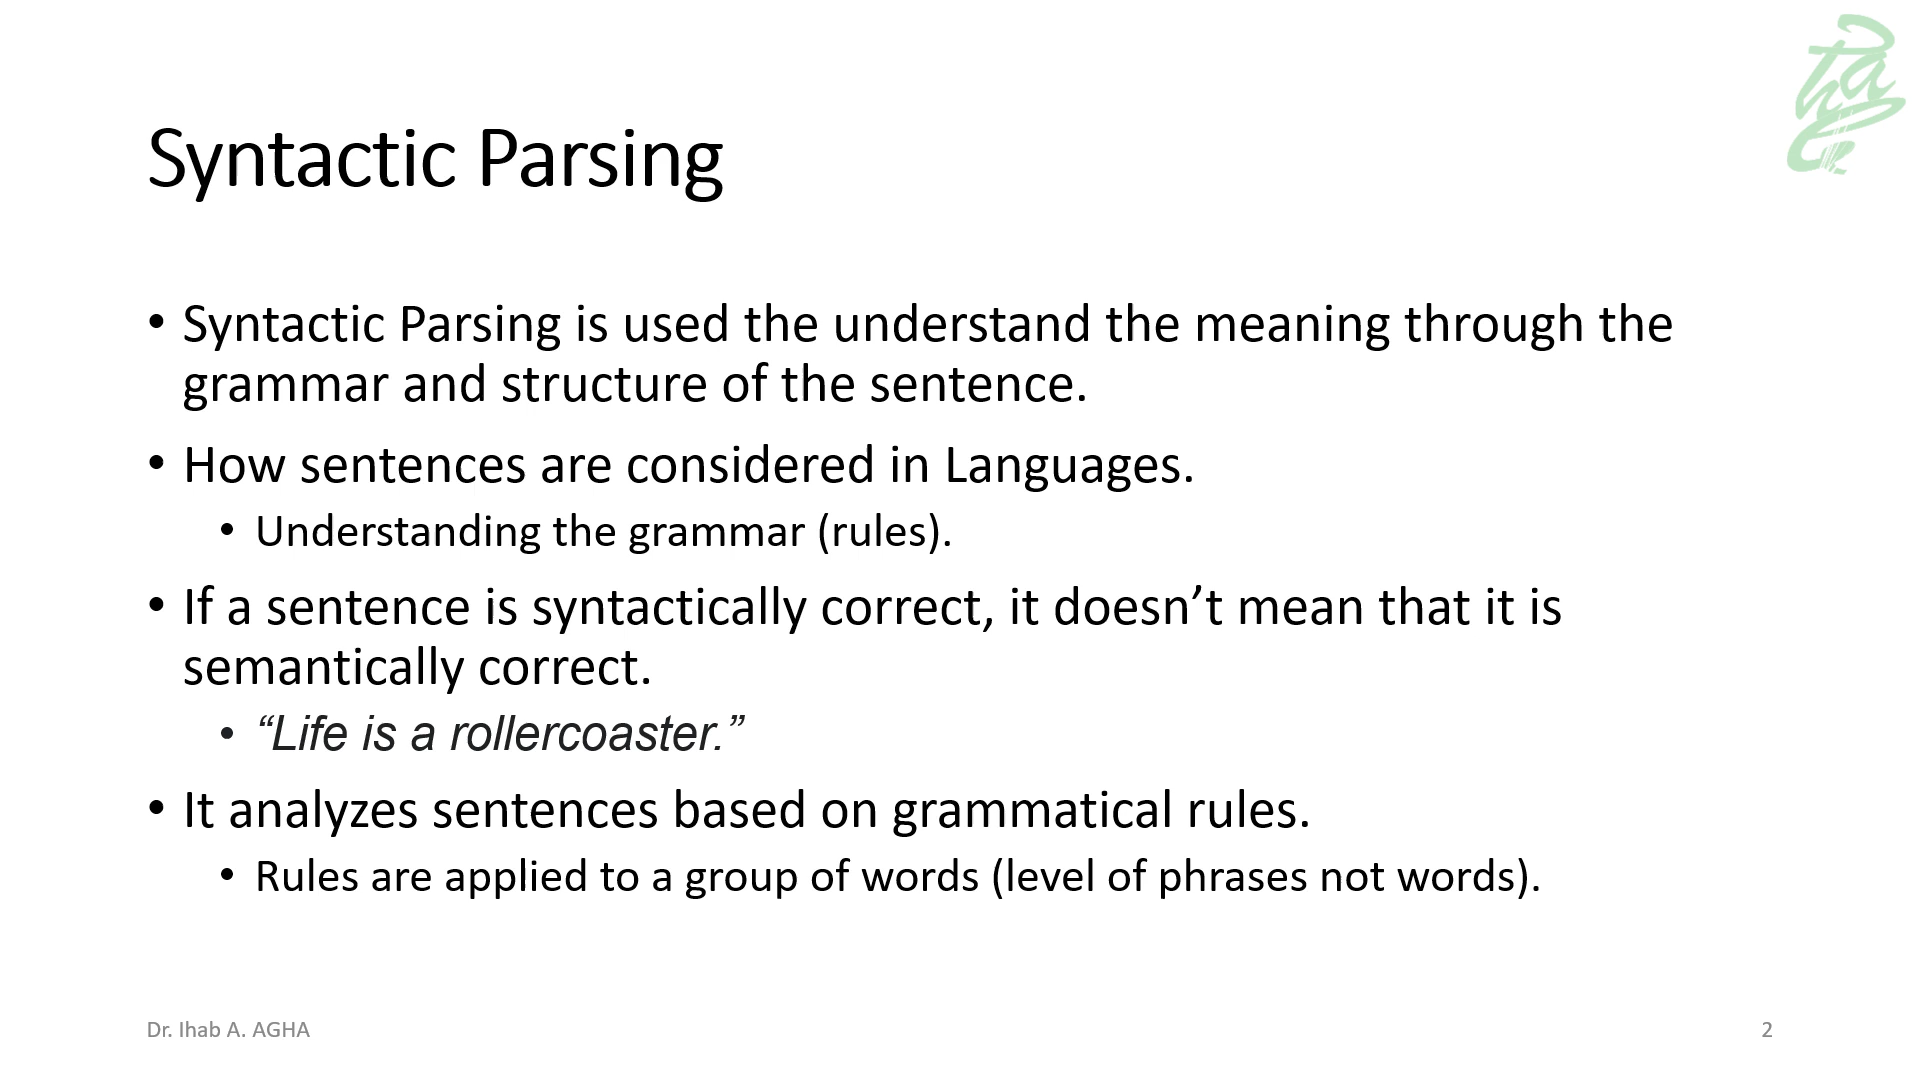 Syntactic Parsing
• Syntactic Parsing is used the understand the meaning through the
grammar and structure of the sentence.
• How sentences are considered in Languages.
• Understanding the grammar (rules).
• If a sentence is syntactically correct, it doesn’t mean that it is
semantically correct.
• “Life is a rollercoaster.”
• It analyzes sentences based on grammatical rules.
• Rules are applied to a group of words (level of phrases not words).
Dr. Ihab A. AGHA
2